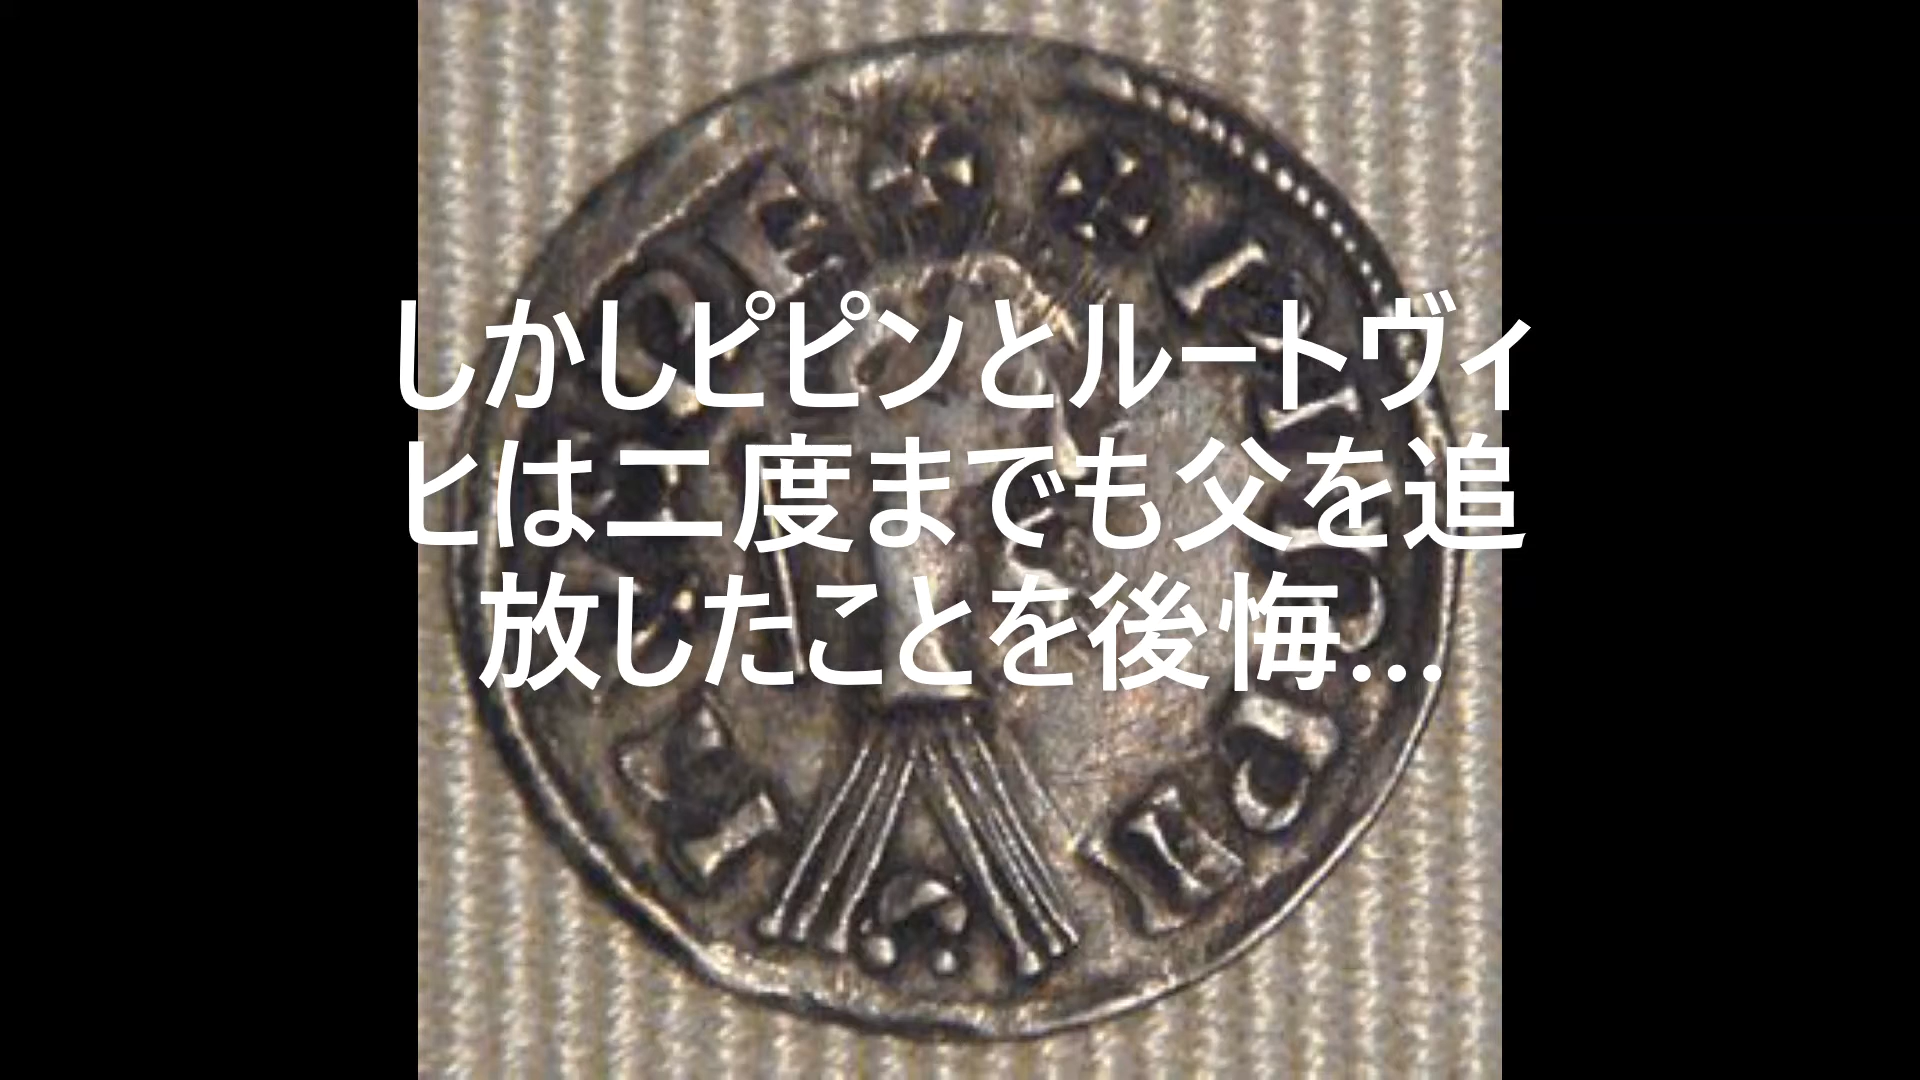 しかしピピンとルートヴィ
ヒは二度までも父を追
放したことを後悔...